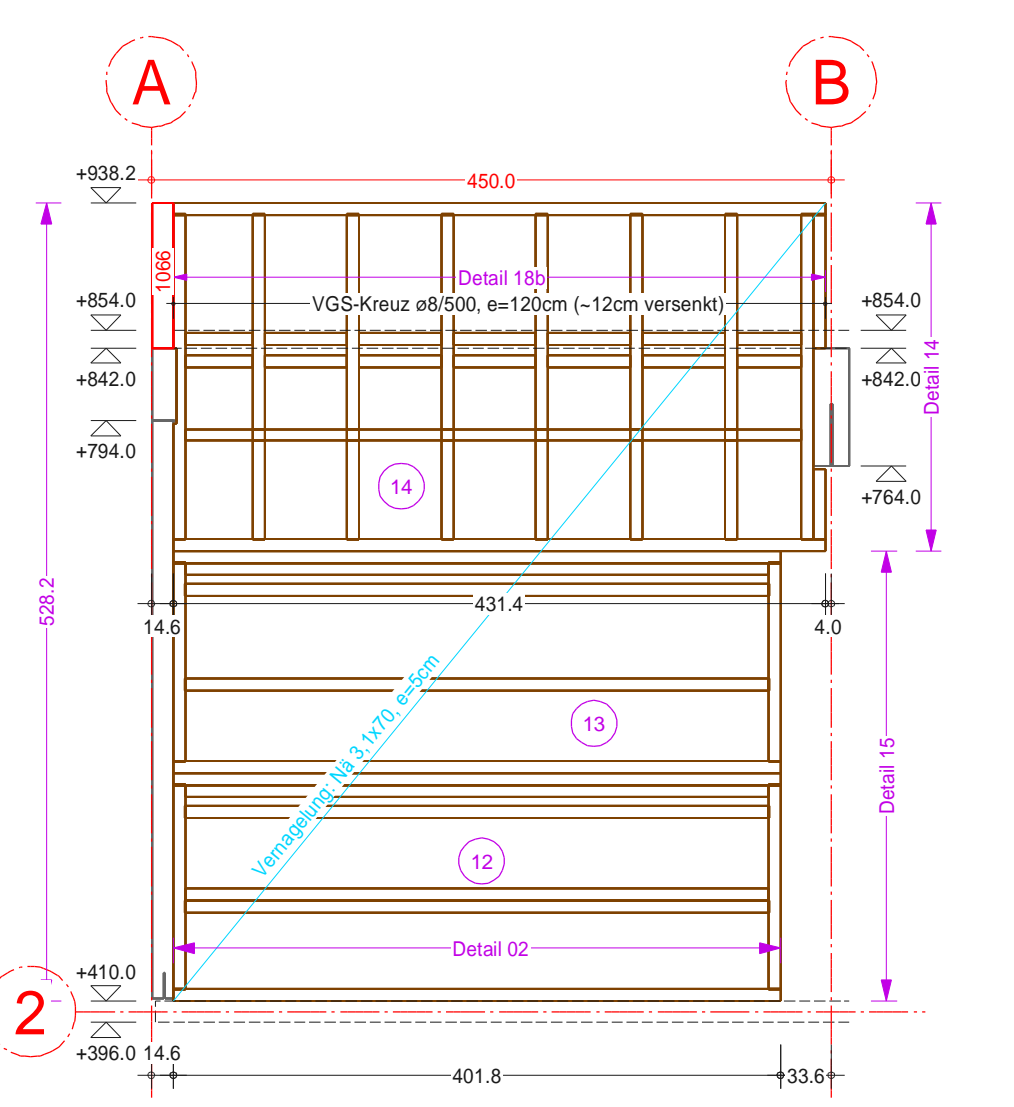 A
B
+938.2
450.0
1066
Detail 18b
+854.0
VGS-Kreuz ø8/500, e=120cm (~12cm versenkt)
+854.0
+842.0
+842.0
Detail 14
+794.0
14
+764.0
528.2
431.4
14.6
4.0
Vernagelung: Nä 3,1x70, e=5cm
13
Detail 15
12
Detail 02
+410.0
2
+396.0
14.6
401.8
33.6